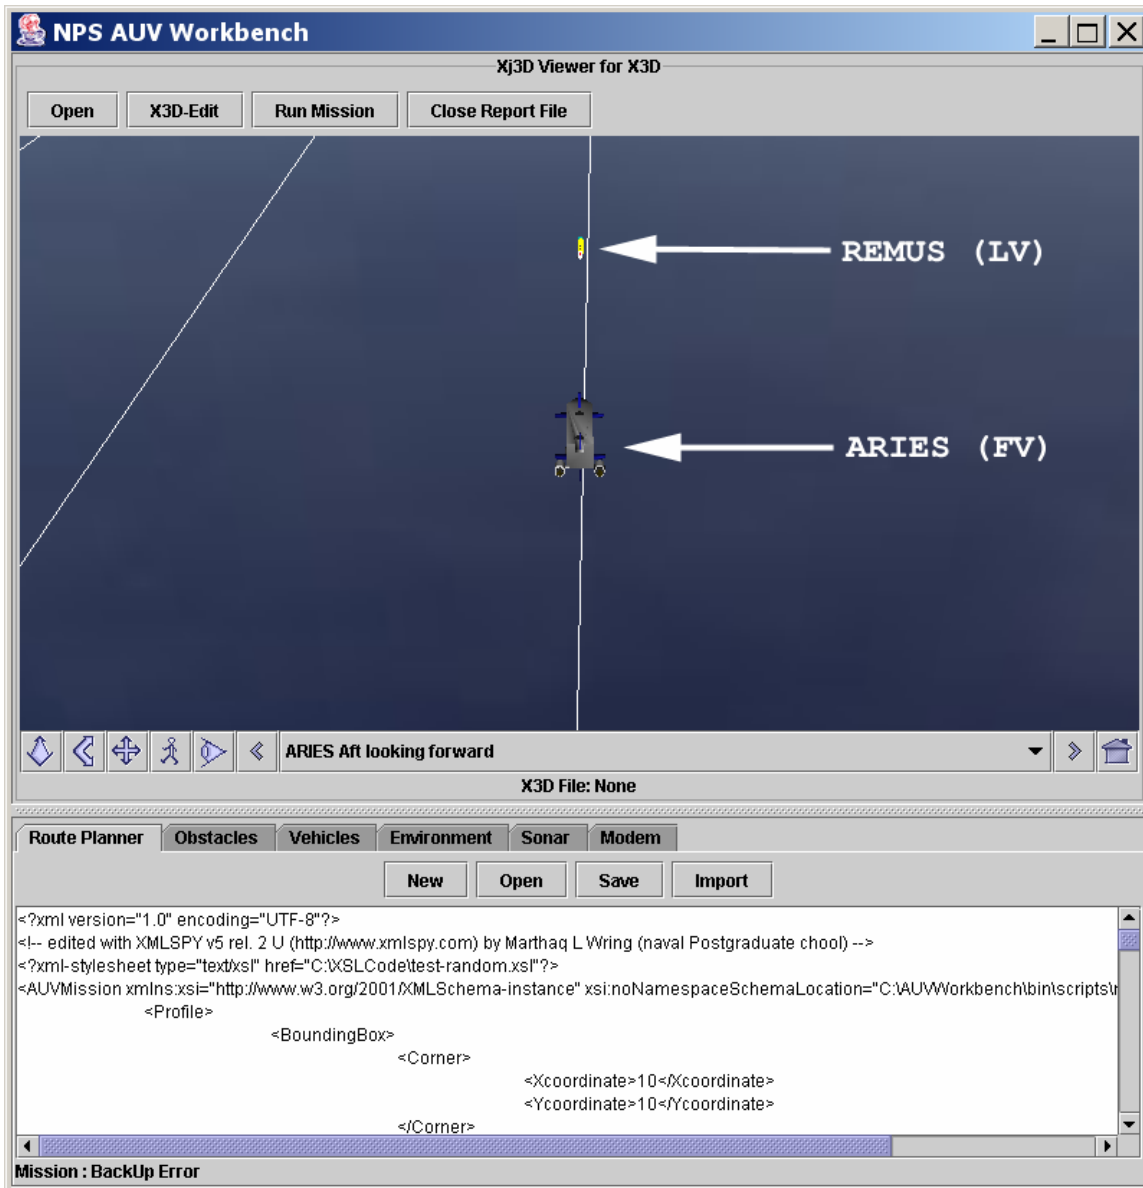 NPS AUV Workbench
Xj3D Viewer for X3D
Open X3D-Edit Run Mission Close Report File
REMUS (LV)
ARIES (FV)
ARIES Aft looking forward
X3D File: None
Route Planner Obstacles Vehicles Environment Sonar Modem
New Open Save Import
<?xml version="1.0" encoding="UTF-8"?>
<!-- edited with XMLSPY v5 rel. 2 U (http://www.xmlspy.com) by Marthaq L Wring (naval Postgraduate chool) -->
<?xml-stylesheet type="text/xsl" href="C:\XSLCode\test-random.xsl"?>
<AUVMission xmlns:xsi="http://www.w3.org/2001/XMLSchema-instance" xsi:noNamespaceSchemaLocation="C:\AUVWorkbench\bin\scripts\
<Profile>
<BoundingBox>
<Corner>
<Xcoordinate>10</Xcoordinate>
<Ycoordinate>10</Ycoordinate>
</Corner>
Mission : BackUp Error